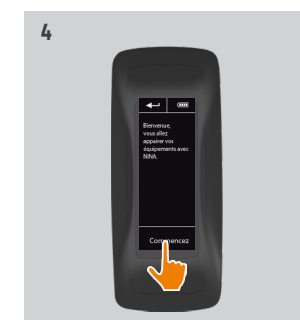 4
Bienvenue,
vous allez
appairer vos
équipements avec
NINA.
Commencez